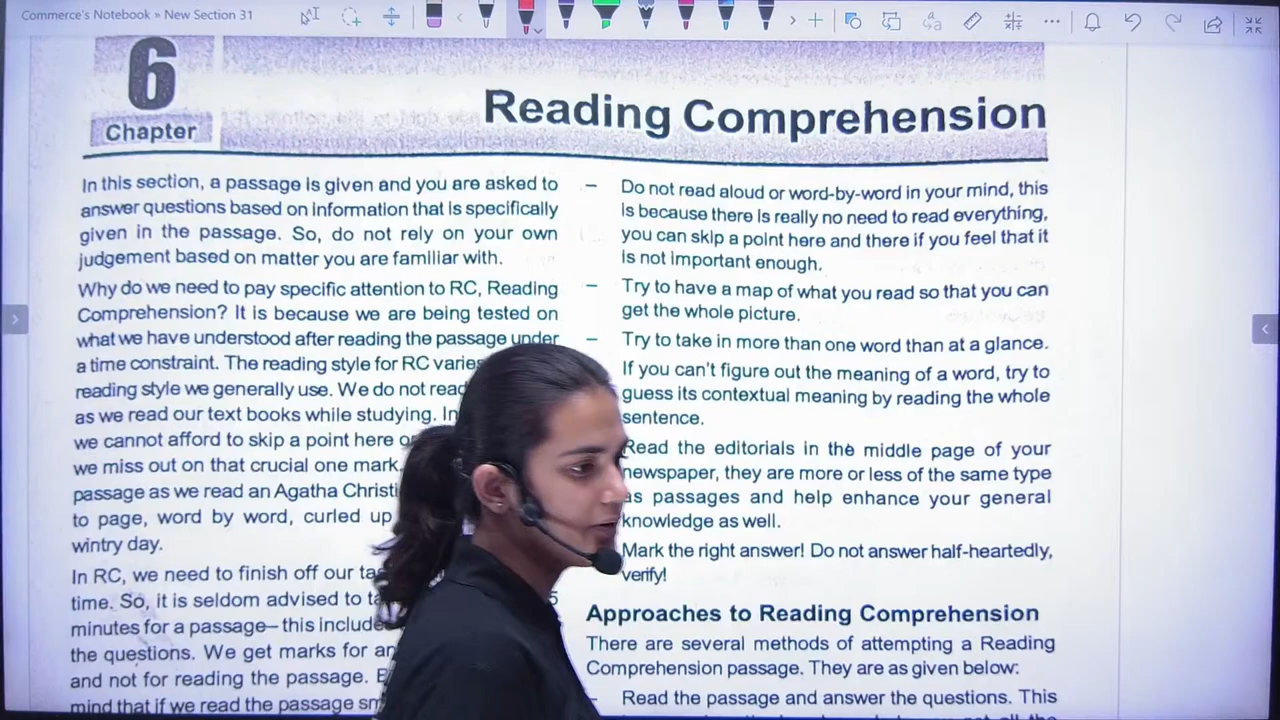 Commerce's Notebook » New Section 31
6
Chapter
Reading Comprehension
In this section, a passage is given and you are asked to
answer questions based on information that is specifically
given in the passage. So, do not rely on your own
judgement based on matter you are familiar with.
Why do we need to pay specific attention to RC, Reading
Comprehension? It is because we are being tested on
what we have understood after reading the passage under
a time constraint. The reading style for RC varies
reading style we generally use. We do not read
as we read our text books while studying. In
we cannot afford to skip a point here or
we miss out on that crucial one mark.
passage as we read an Agatha Christi
to page, word by word, curled up
wintry day.
In RC, we need to finish off our ta
time. So, it is seldom advised to ta
minutes for a passage– this include
the questions. We get marks for an
and not for reading the passage. B
mind that if we read the passage sm
– Do not read aloud or word-by-word in your mind, this
is because there is really no need to read everything,
you can skip a point here and there if you feel that it
is not important enough.
– Try to have a map of what you read so that you can
get the whole picture.
– Try to take in more than one word than at a glance.
If you can't figure out the meaning of a word, try to
guess its contextual meaning by reading the whole
sentence.
Read the editorials in the middle page of your
newspaper, they are more or less of the same type
as passages and help enhance your general
knowledge as well.
Mark the right answer! Do not answer half-heartedly,
verify!
Approaches to Reading Comprehension
There are several methods of attempting a Reading
Comprehension passage. They are as given below:
– Read the passage and answer the questions. This